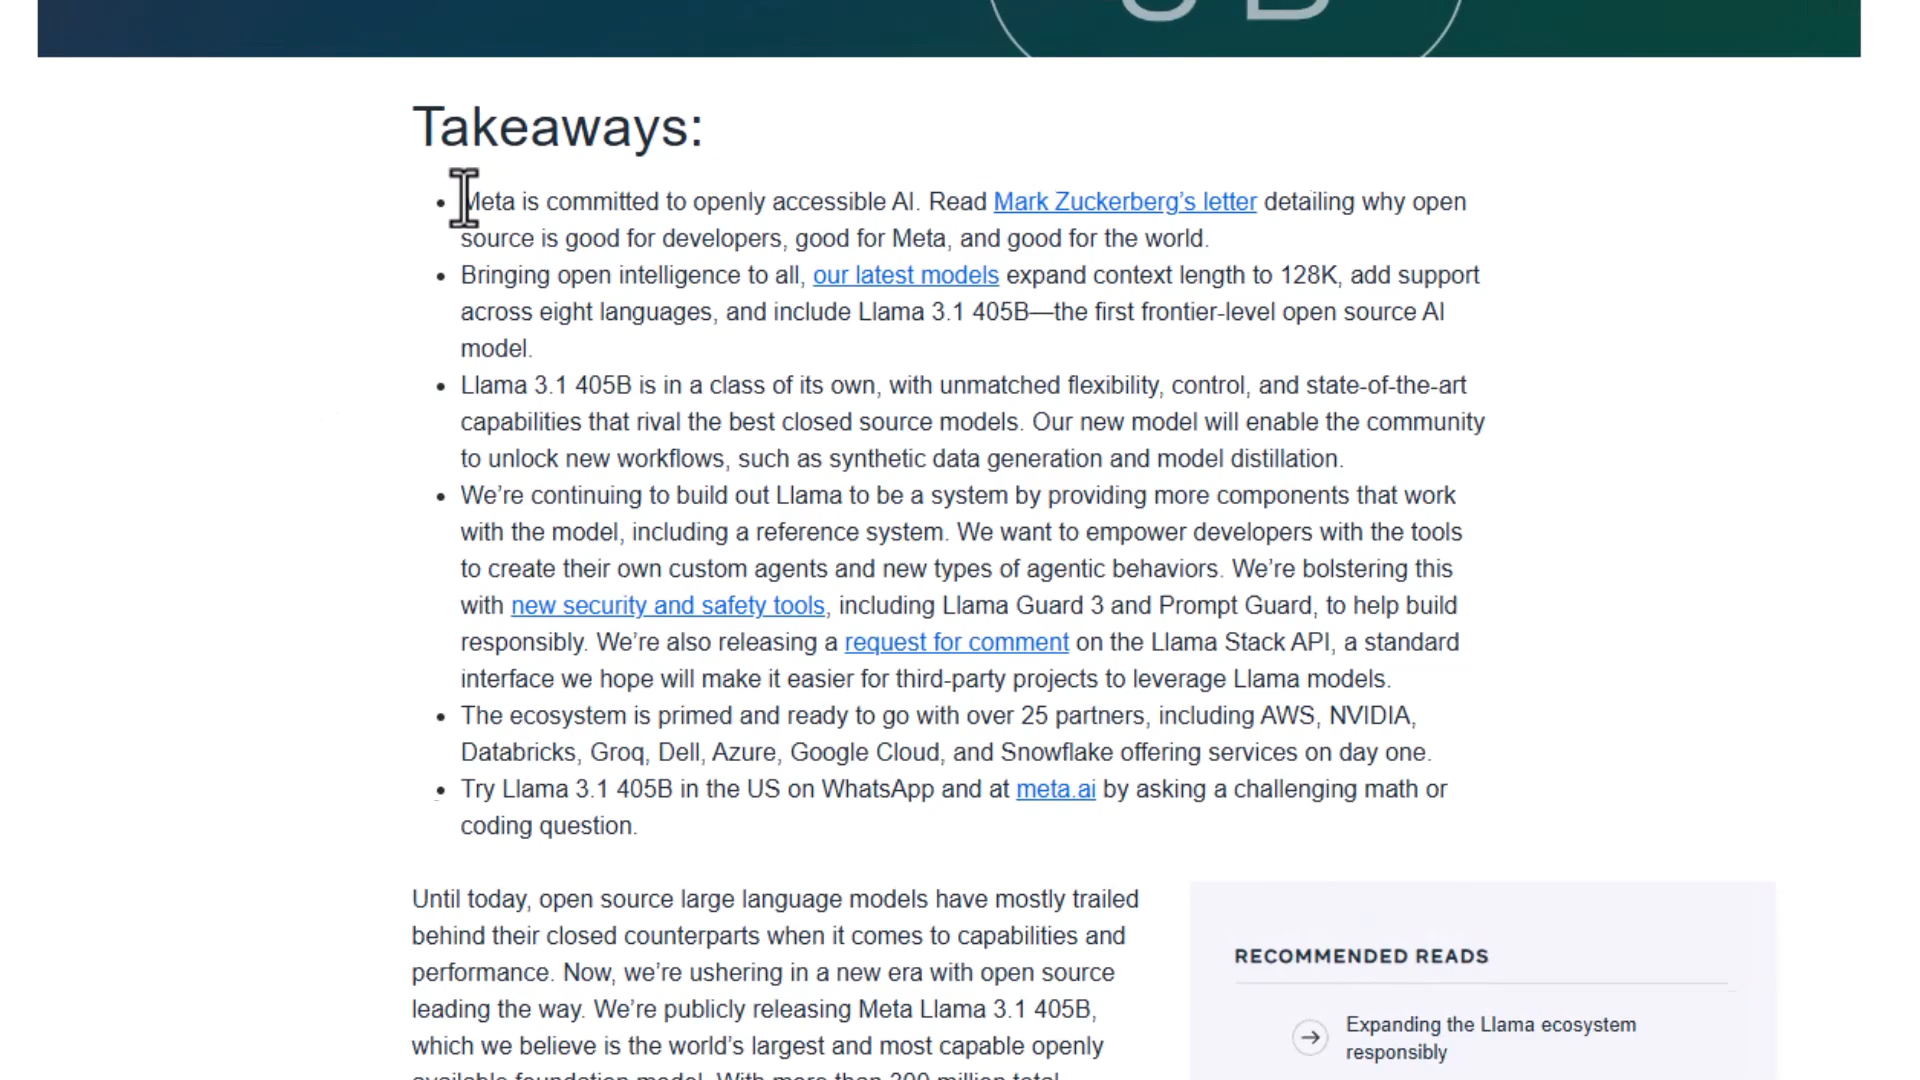 Takeaways:
Meta is committed to openly accessible AI. Read Mark Zuckerberg’s letter detailing why open
source is good for developers, good for Meta, and good for the world.
Bringing open intelligence to all, our latest models expand context length to 128K, add support
across eight languages, and include Llama 3.1 405B—the first frontier-level open source AI
model.
Llama 3.1 405B is in a class of its own, with unmatched flexibility, control, and state-of-the-art
capabilities that rival the best closed source models. Our new model will enable the community
to unlock new workflows, such as synthetic data generation and model distillation.
We’re continuing to build out Llama to be a system by providing more components that work
with the model, including a reference system. We want to empower developers with the tools
to create their own custom agents and new types of agentic behaviors. We’re bolstering this
with new security and safety tools, including Llama Guard 3 and Prompt Guard, to help build
responsibly. We’re also releasing a request for comment on the Llama Stack API, a standard
interface we hope will make it easier for third-party projects to leverage Llama models.
The ecosystem is primed and ready to go with over 25 partners, including AWS, NVIDIA,
Databricks, Groq, Dell, Azure, Google Cloud, and Snowflake offering services on day one.
Try Llama 3.1 405B in the US on WhatsApp and at meta.ai by asking a challenging math or
coding question.
Until today, open source large language models have mostly trailed
behind their closed counterparts when it comes to capabilities and
performance. Now, we’re ushering in a new era with open source
leading the way. We’re publicly releasing Meta Llama 3.1 405B,
which we believe is the world’s largest and most capable openly
available foundation model. With more than 300 million total
RECOMMENDED READS
Expanding the Llama ecosystem
responsibly